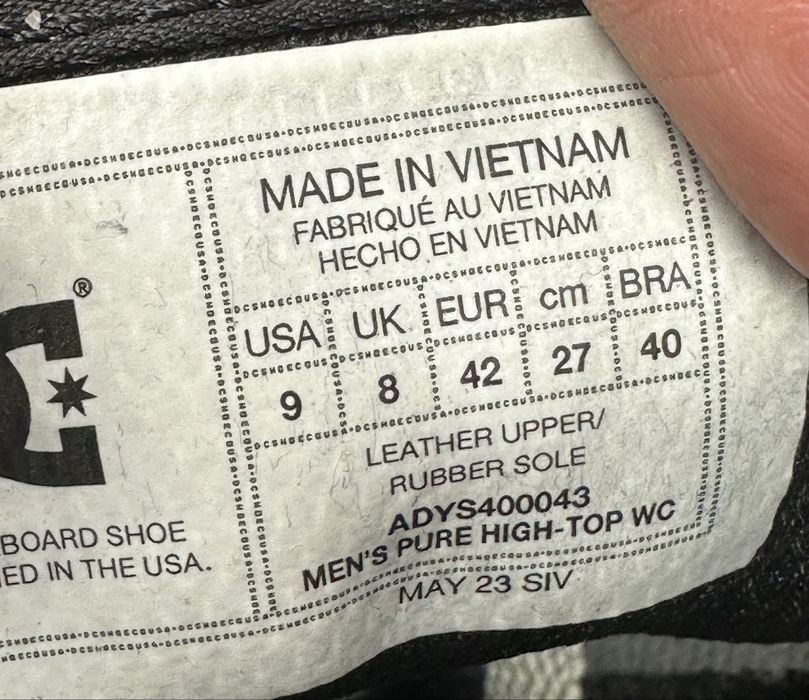 MADE IN VIETNAM
FABRIQUÉ AU VIETNAM
HECHO EN VIETNAM
USA UK EUR cm BRA
9 8 42 27 40
LEATHER UPPER/
RUBBER SOLE
ADYS400043
MEN'S PURE HIGH-TOP WC
MAY 23 SIV
®
BOARD SHOE
ED IN THE USA.